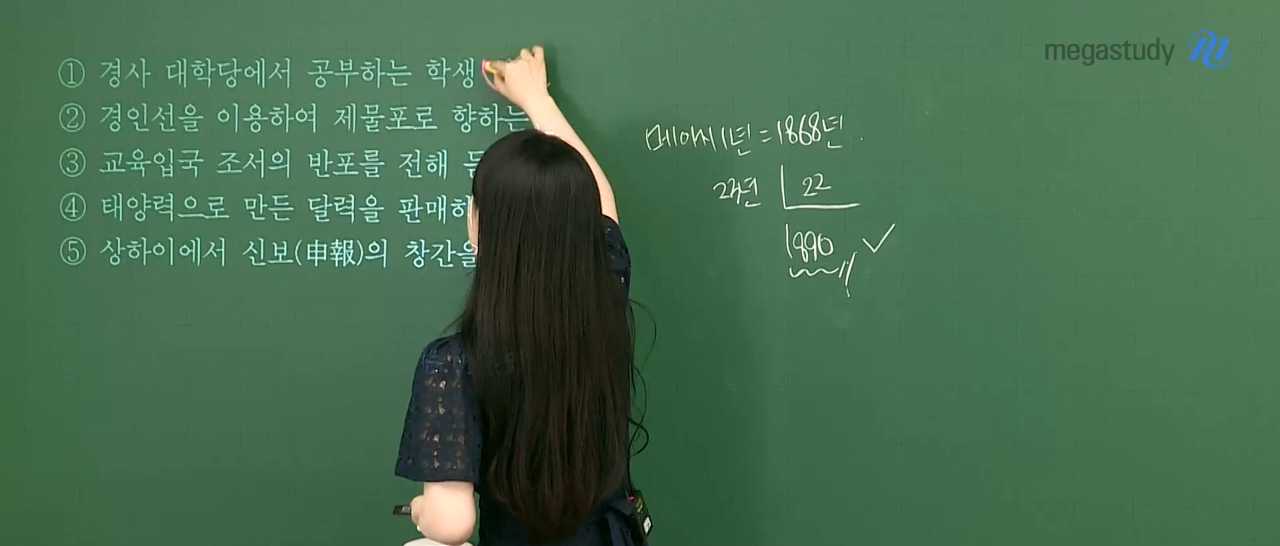 megastudy
① 경사 대학당에서 공부하는 학생
② 경인선을 이용하여 제물포로 향하는
③ 교육입국 조서의 반포를 전해
④ 태양력으로 만든 달력을 판매하
⑤ 상하이에서 신보(申報)의 창간을
메이지 1년 = 1868년.
23년 22
1890